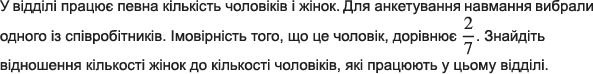 У відділі працює певна кількість чоловіків і жінок. Для анкетування навмання вибрали
одного із співробітників. Імовірність того, що це чоловік, дорівнює 2/7. Знайдіть
відношення кількості жінок до кількості чоловіків, які працюють у цьому відділі.